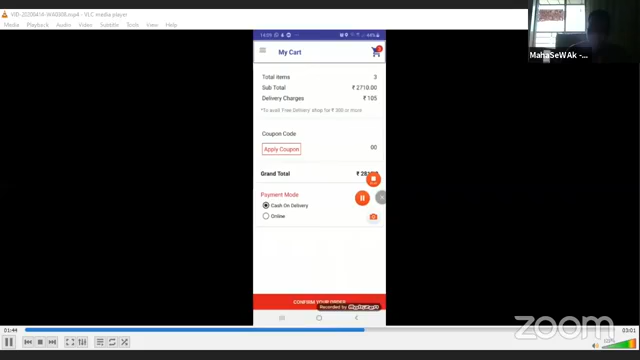 VID-20200414-WA0306.mp4 - VLC media player
Media Playback Audio Video Subtitle Tools View Help
MahaSeWAk -...
My Cart
Total Items 3
Sub Total ₹ 2710.00
Delivery Charges ₹ 105
Coupon Code
Apply Coupon 00
Grand Total
Payment Mode
Cash On Delivery
Online
CONFIRM YOUR ORDER
Recorded by
01:44
03:01
zoom